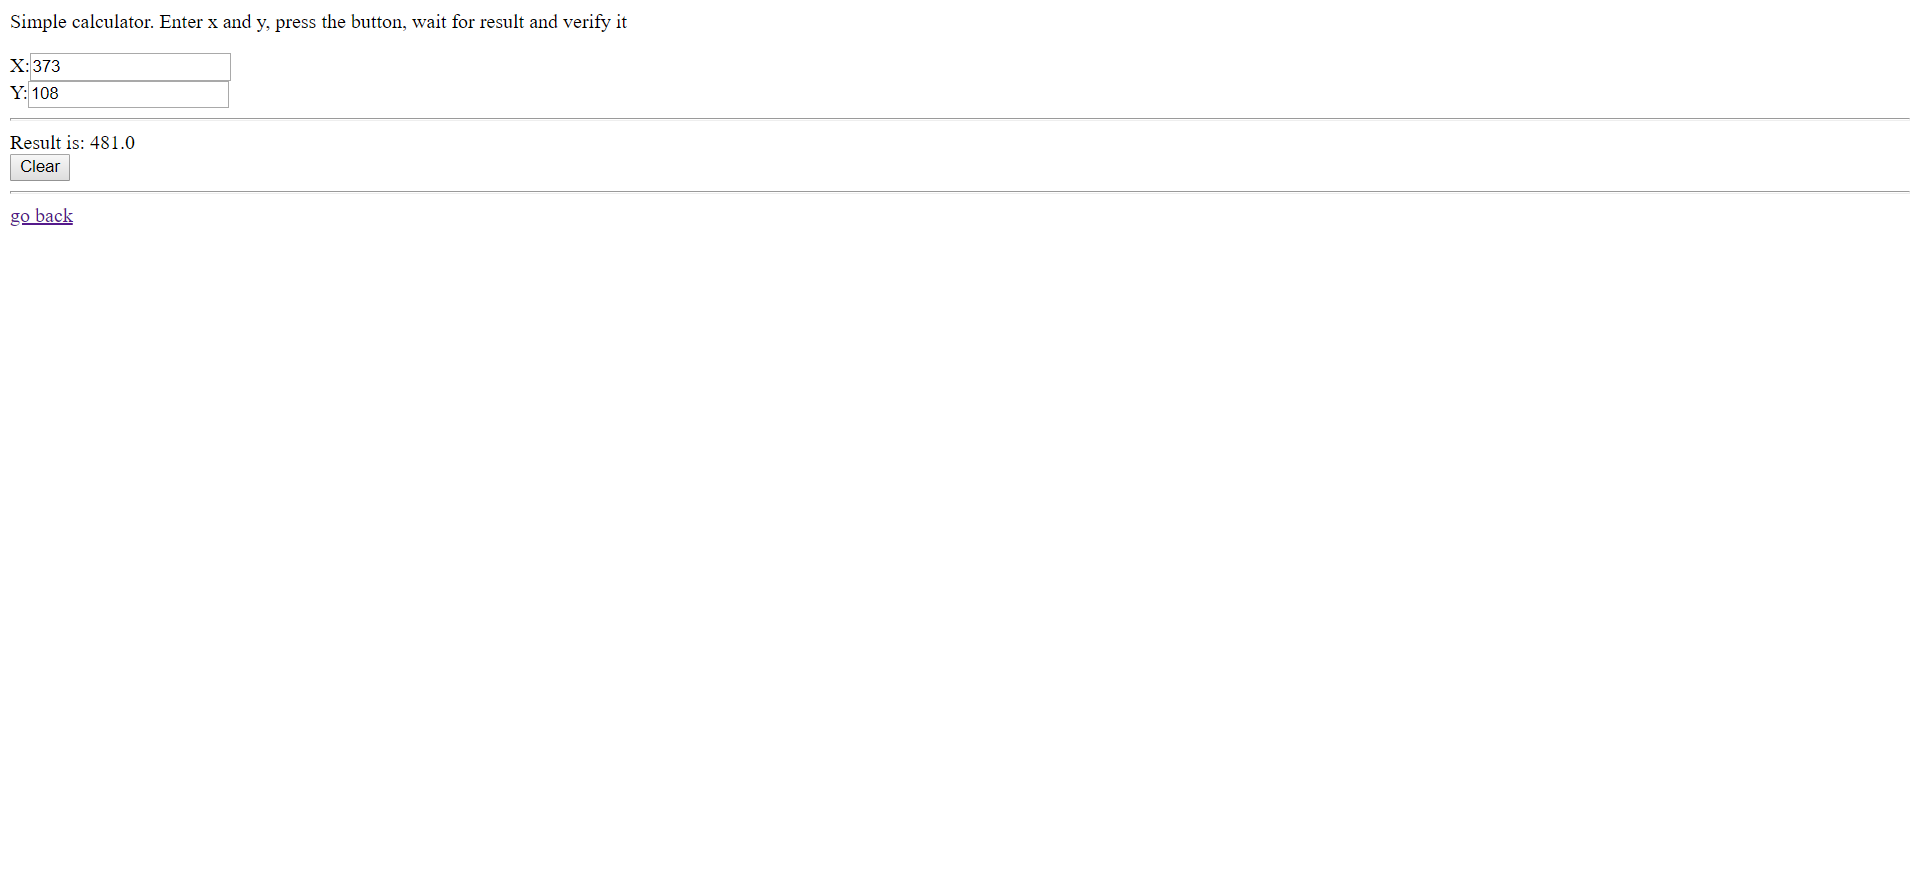 Simple calculator. Enter x and y, press the button, wait for result and verify it
X: 373
Y: 108
Result is: 481.0
Clear
go back